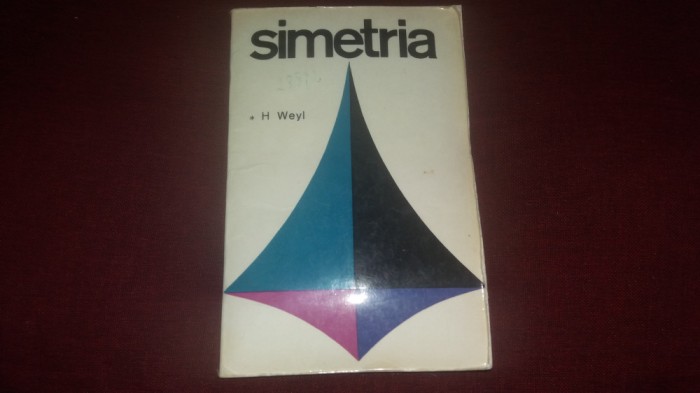 simetria
• H Weyl